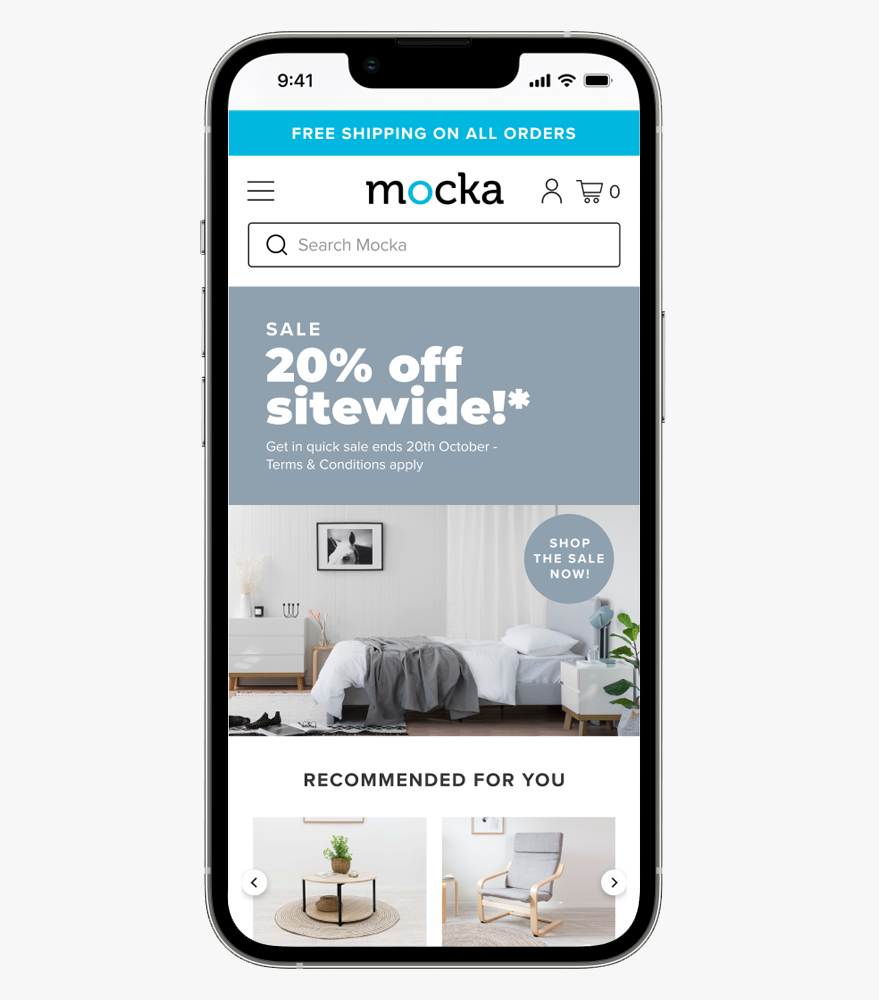 9:41
FREE SHIPPING ON ALL ORDERS
mocka
0
Search Mocka
SALE
20% off
sitewide!*
Get in quick sale ends 20th October -
Terms & Conditions apply
SHOP
THE SALE
NOW!
RECOMMENDED FOR YOU